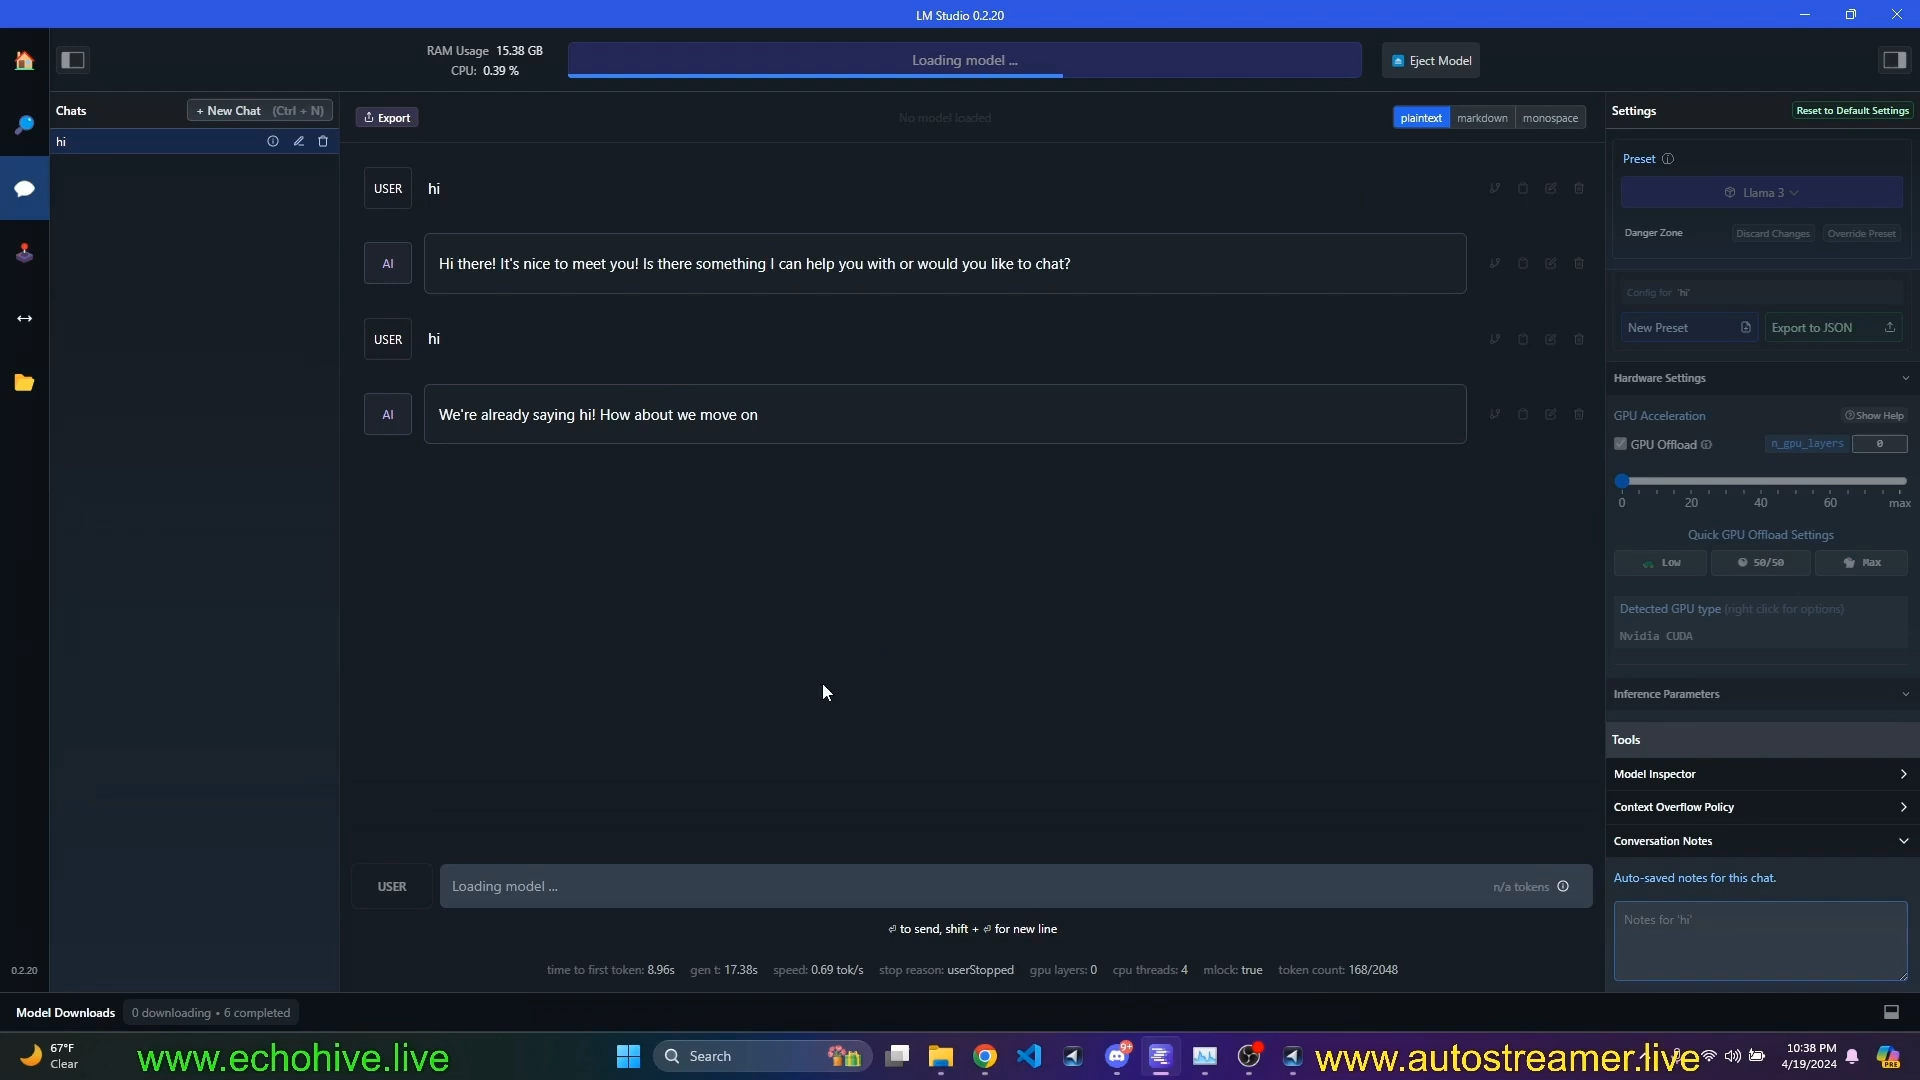 LM Studio 0.2.20
RAM Usage 15.38 GB
CPU: 0.39 %
Loading model ...
Eject Model
Chats
+ New Chat (Ctrl + N)
Export
No model loaded
plaintext
markdown
monospace
Settings
Reset to Default Settings
hi
Preset
Llama 3
Danger Zone
Discard Changes
Override Preset
USER
hi
AI
Hi there! It's nice to meet you! Is there something I can help you with or would you like to chat?
USER
hi
AI
We're already saying hi! How about we move on
Config for 'hi'
New Preset
Export to JSON
Hardware Settings
GPU Acceleration
Show Help
GPU Offload
n_gpu_layers
0
0 20 40 60 max
Quick GPU Offload Settings
Low
50/50
Max
Detected GPU type (right click for options)
Nvidia CUDA
Inference Parameters
Tools
Model Inspector
Context Overflow Policy
Conversation Notes
Auto-saved notes for this chat.
Notes for 'hi'
USER
Loading model ...
n/a tokens
⏎ to send, shift + ⏎ for new line
time to first token: 8.96s gen t: 17.38s speed: 0.69 tok/s stop reason: userStopped gpu layers: 0 cpu threads: 4 mlock: true token count: 168/2048
0.2.20
Model Downloads
0 downloading • 6 completed
67°F
Clear
www.echohive.live
Search
9+
www.autostreamer.live
10:38 PM
4/19/2024
PRE